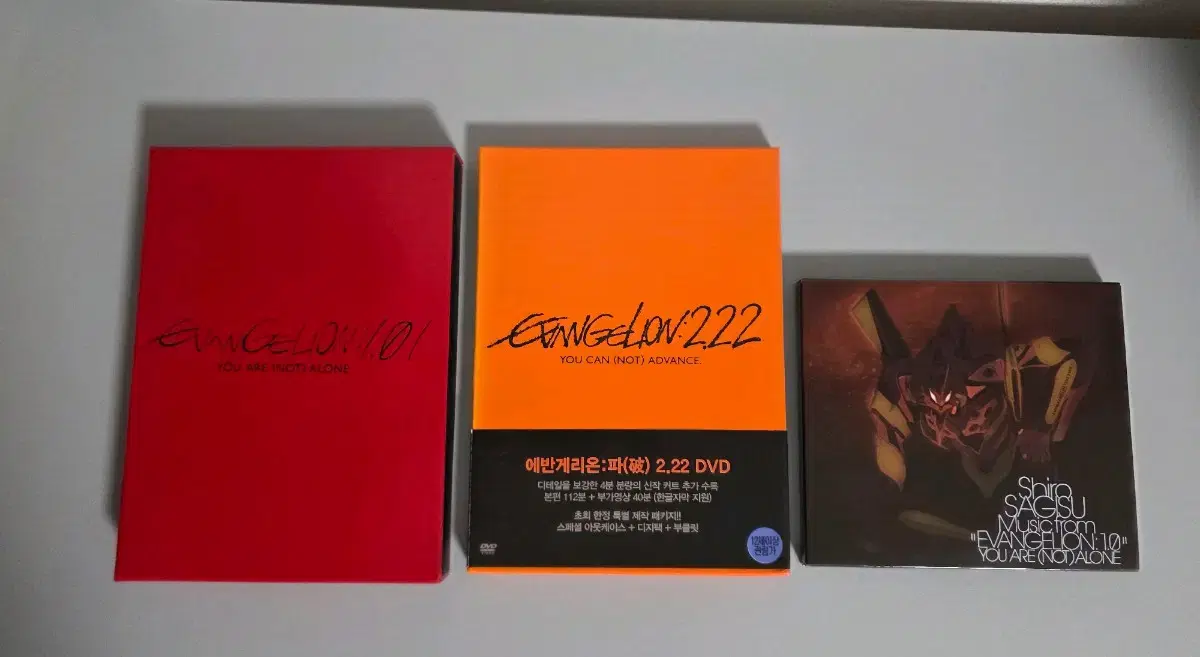 EVANGELION:1.01
YOU ARE (NOT) ALONE
EVANGELION:2.22
YOU CAN (NOT) ADVANCE.
에반게리온:파(破) 2.22 DVD
디테일을 보강한 4분 분량의 신작 커트 추가 수록
본편 112분 + 부가영상 40분 (한글자막 지원)
초회 한정 특별 제작 패키지!!
스페셜 아웃케이스 + 디지팩 + 부클릿
DVD
12세이상
관람가
Shiro
SAGISU
Music from
"EVANGELION: 1.0"
YOU ARE (NOT) ALONE